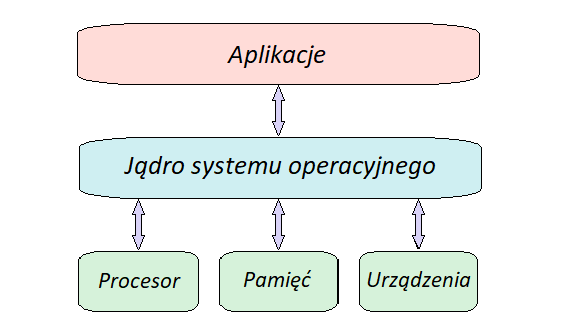 Aplikacje
Jądro systemu operacyjnego
Procesor
Pamięć
Urządzenia